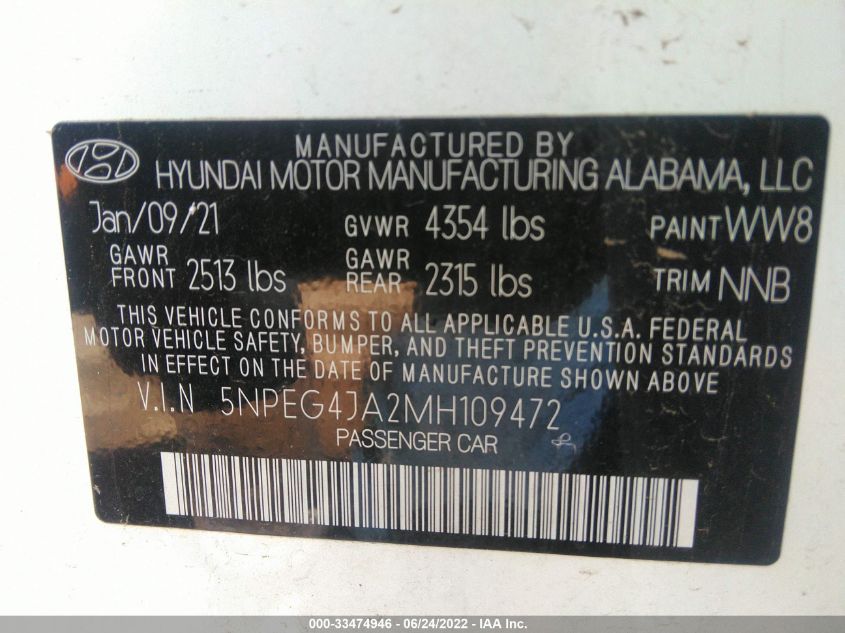 MANUFACTURED BY
HYUNDAI MOTOR MANUFACTURING ALABAMA, LLC
Jan/09/21 GVWR 4354 lbs PAINT WW8
GAWR FRONT 2513 lbs GAWR REAR 2315 lbs TRIM NNB
THIS VEHICLE CONFORMS TO ALL APPLICABLE U.S.A. FEDERAL
MOTOR VEHICLE SAFETY, BUMPER, AND THEFT PREVENTION STANDARDS
IN EFFECT ON THE DATE OF MANUFACTURE SHOWN ABOVE
V.I.N 5NPEG4JA2MH109472
PASSENGER CAR
000-33474946 - 06/24/2022 - IAA Inc.